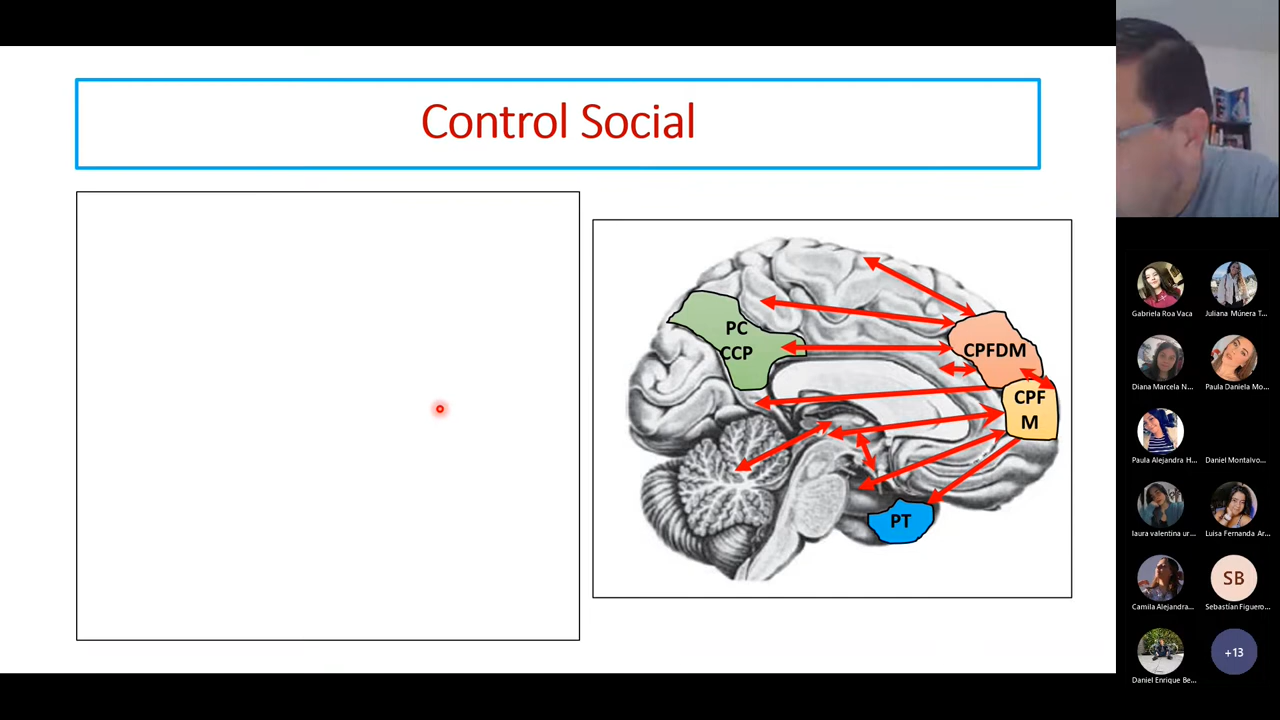 Control Social
PC
CCP
CPFDM
CPF
M
PT
Gabriela Roa Vaca
Juliana Múnera T...
Diana Marcela N...
Paula Daniela Mo...
Paula Alejandra H...
Daniel Montalvo...
laura valentina ur...
Luisa Fernanda Ar...
Camila Alejandra...
SB
Sebastían Figuero...
Daniel Enrique Be...
+13